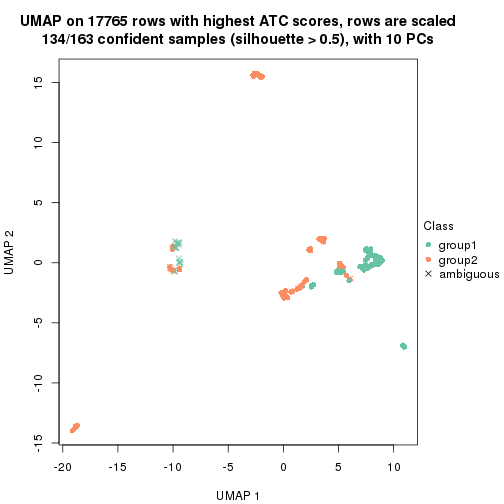 UMAP on 17765 rows with highest ATC scores, rows are scaled
134/163 confident samples (silhouette > 0.5), with 10 PCs
UMAP 2
15
10
5
0
-5
-10
-15
-20
-15
-10
-5
0
5
10
UMAP 1
Class
group1
group2
ambiguous